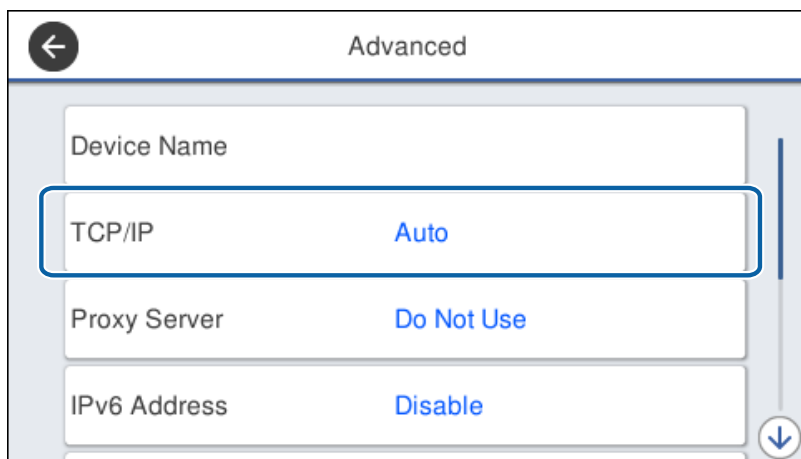 Advanced
Device Name
TCP/IP Auto
Proxy Server Do Not Use
IPv6 Address Disable